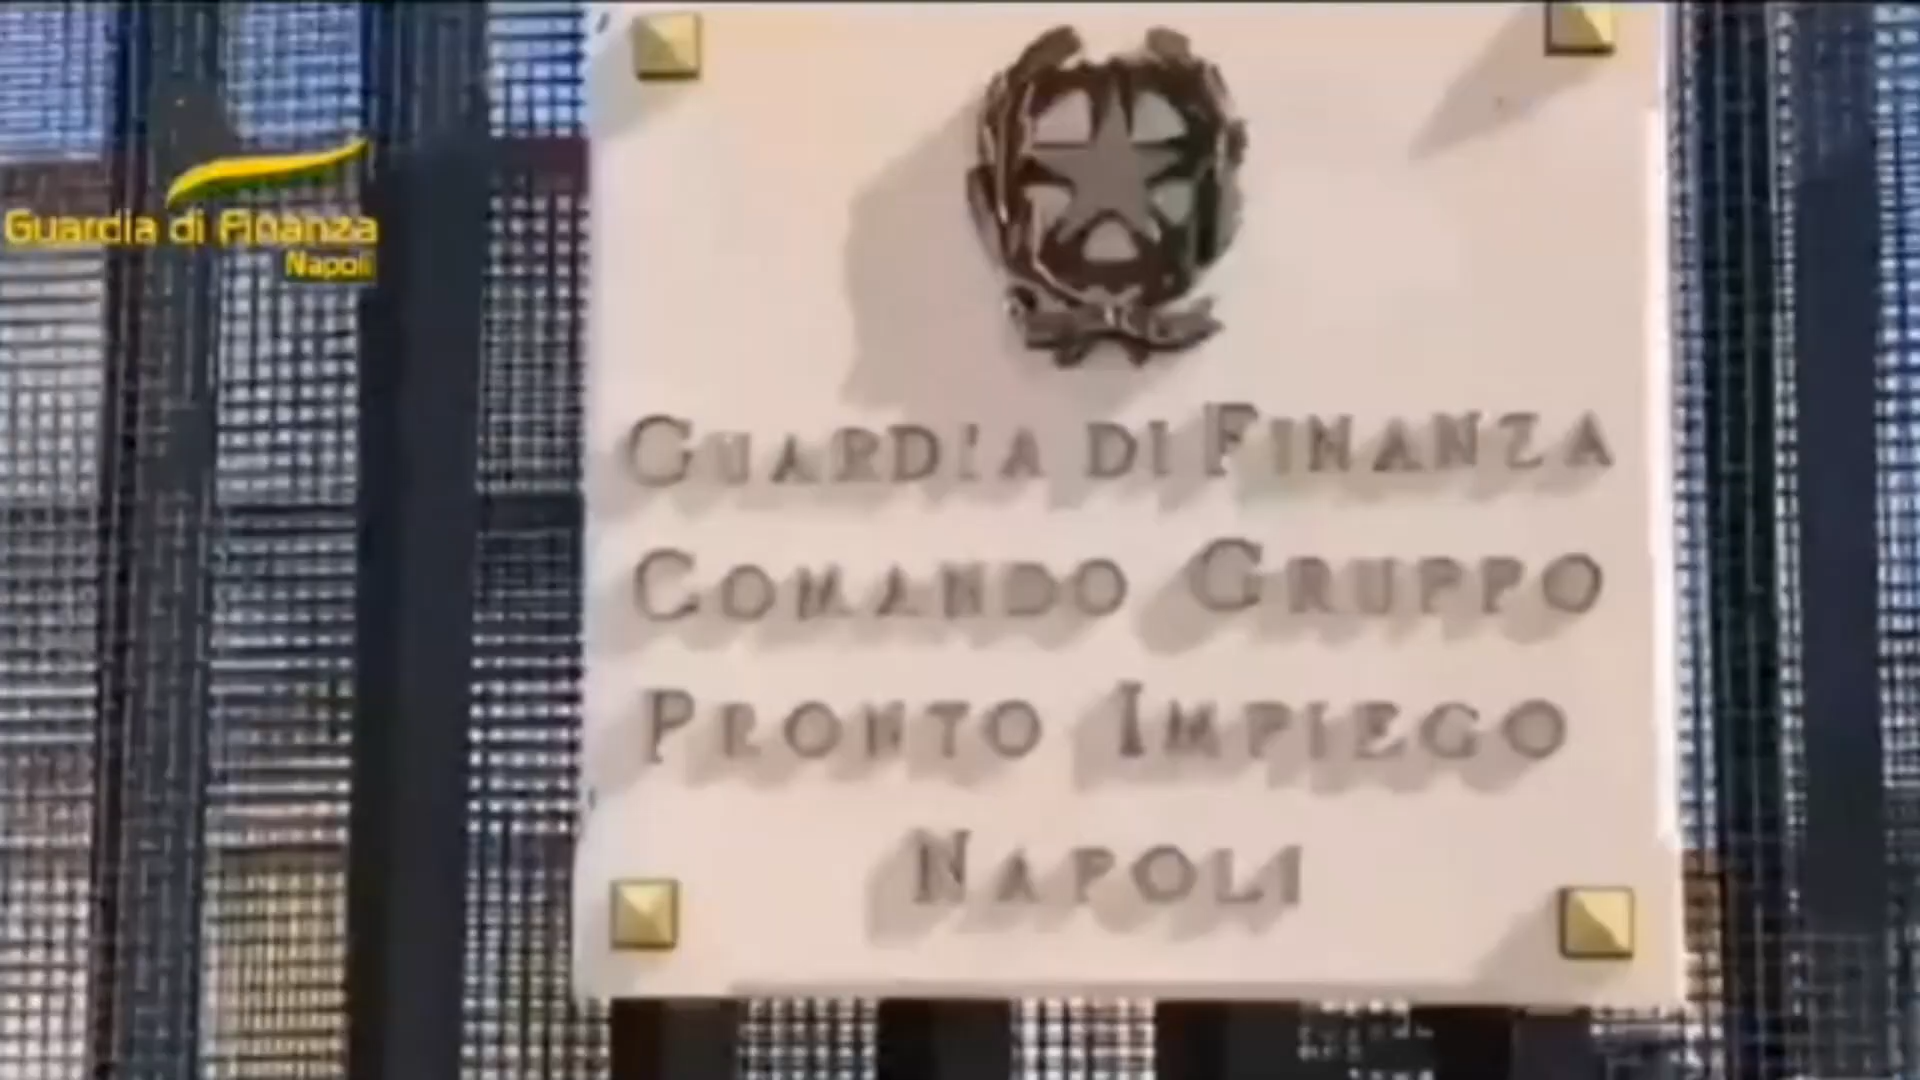 Guardia di Finanza
Napoli
GUARDIA DI FINANZA
COMANDO GRUPPO
PRONTO IMPIEGO
NAPOLI